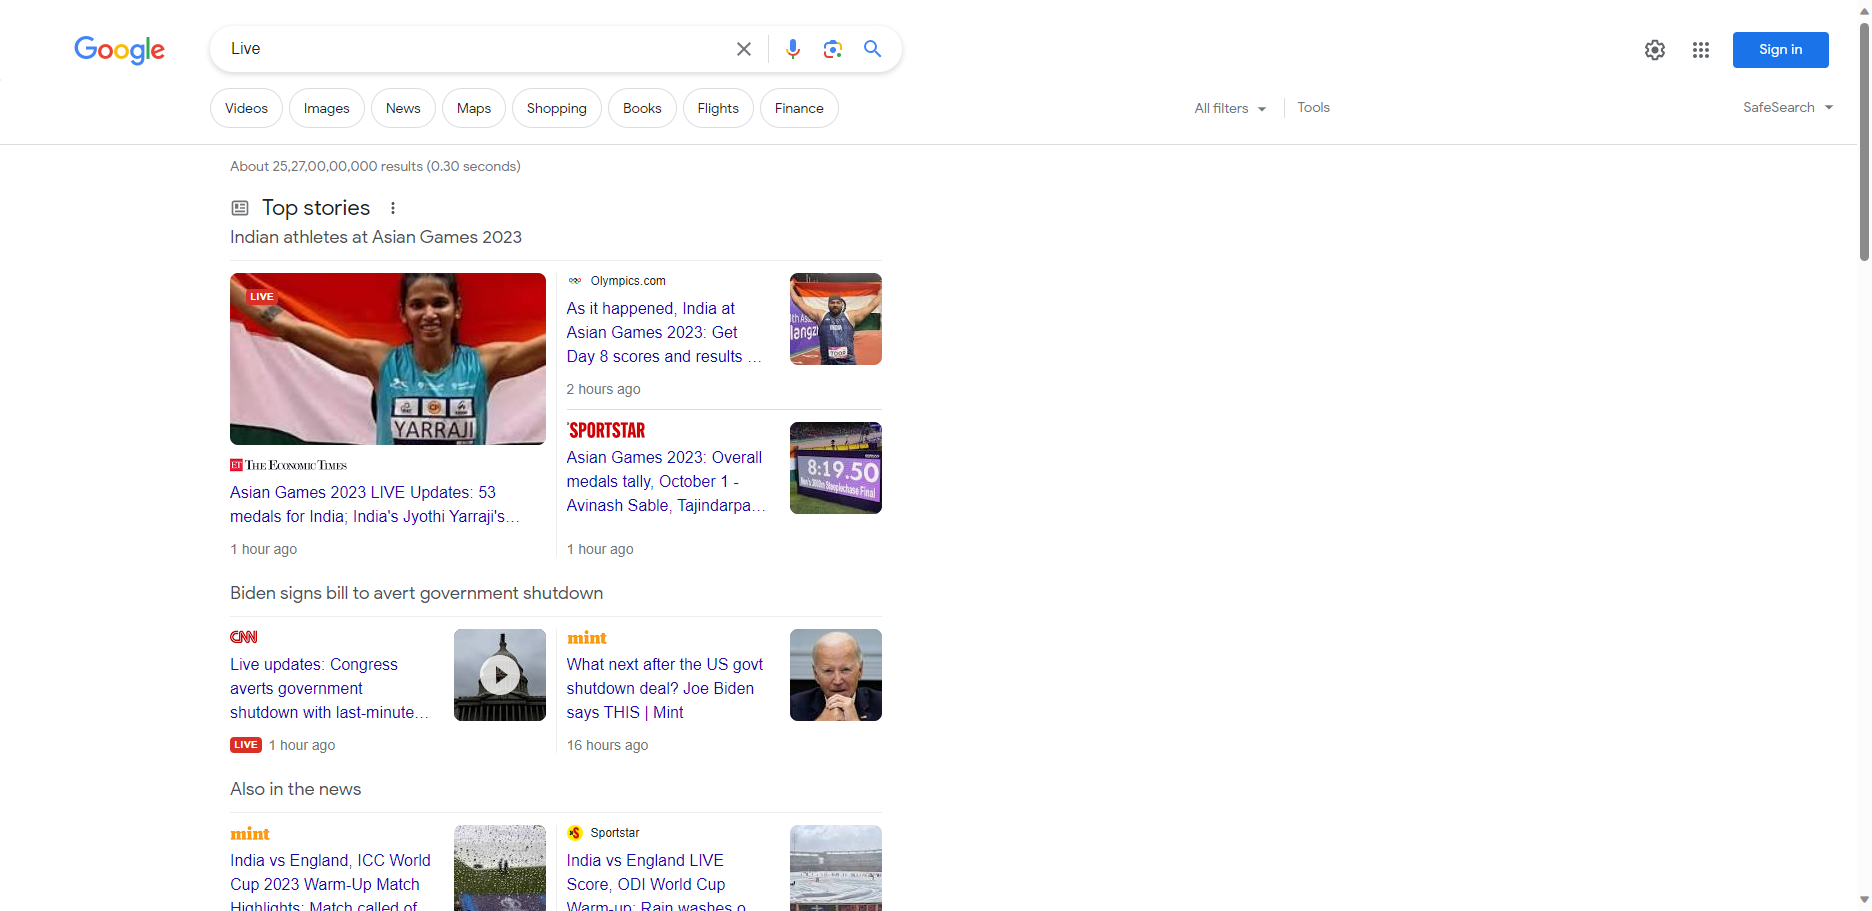 Google
Live
Sign in
Videos
Images
News
Maps
Shopping
Books
Flights
Finance
All filters
Tools
SafeSearch
About 25,27,00,00,000 results (0.30 seconds)
Top stories
Indian athletes at Asian Games 2023
LIVE
YARRAJI
ET THE ECONOMIC TIMES
Asian Games 2023 LIVE Updates: 53
medals for India; India's Jyothi Yarraji's...
1 hour ago
Olympics.com
As it happened, India at
Asian Games 2023: Get
Day 8 scores and results ...
TOOR
2 hours ago
SPORTSTAR
Asian Games 2023: Overall
medals tally, October 1 -
Avinash Sable, Tajindarpa...
8:19.50
Men's 3000m Steeplechase Final
1 hour ago
Biden signs bill to avert government shutdown
CNN
Live updates: Congress
averts government
shutdown with last-minute...
LIVE 1 hour ago
mint
What next after the US govt
shutdown deal? Joe Biden
says THIS | Mint
16 hours ago
Also in the news
mint
India vs England, ICC World
Cup 2023 Warm-Up Match
Highlights: Match called of
Sportstar
India vs England LIVE
Score, ODI World Cup
Warm-up: Rain washes o